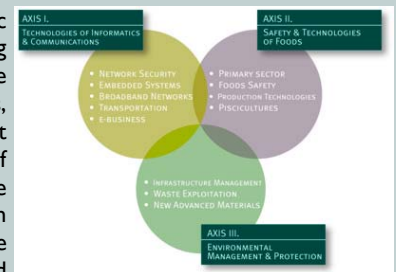 c
g
e
,
t
f
e
n
e
d
AXIS I.
TECHNOLOGIES OF INFORMATICS
& COMMUNICATIONS
AXIS II.
SAFETY & TECHNOLOGIES
OF FOODS
• NETWORK SECURITY
• EMBEDDED SYSTEMS
• BROADBAND NETWORKS
• TRANSPORTATION
• E-BUSINESS
• PRIMARY SECTOR
• FOODS SAFETY
• PRODUCTION TECHNOLOGIES
• PISCICULTURES
• INFRASTRUCTURE MANAGEMENT
• WASTE EXPLOITATION
• NEW ADVANCED MATERIALS
AXIS III.
ENVIRONMENTAL
MANAGEMENT & PROTECTION